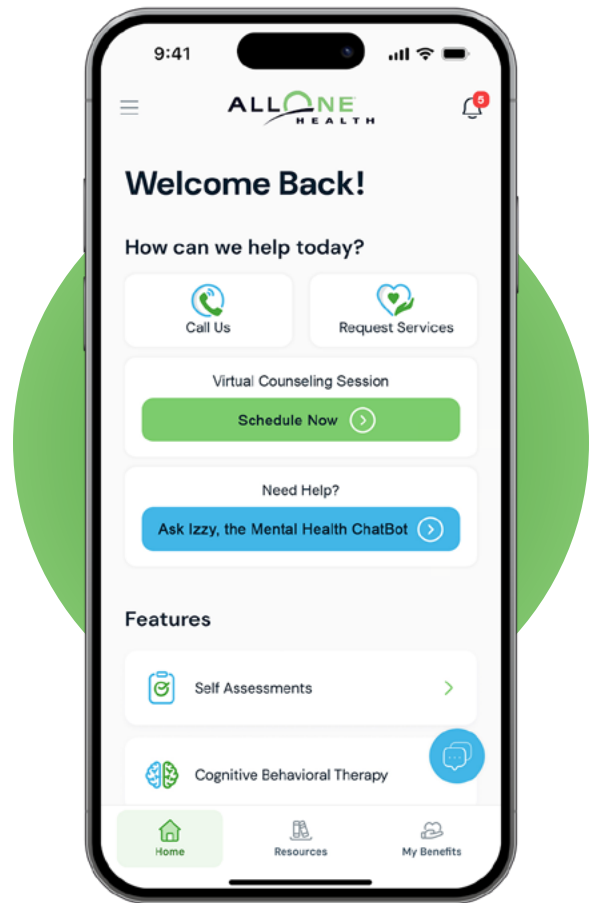 9:41
ALLONE
HEALTH
5
Welcome Back!
How can we help today?
Call Us
Request Services
Virtual Counseling Session
Schedule Now
Need Help?
Ask Izzy, the Mental Health ChatBot
Features
Self Assessments
Cognitive Behavioral Therapy
Home
Resources
My Benefits